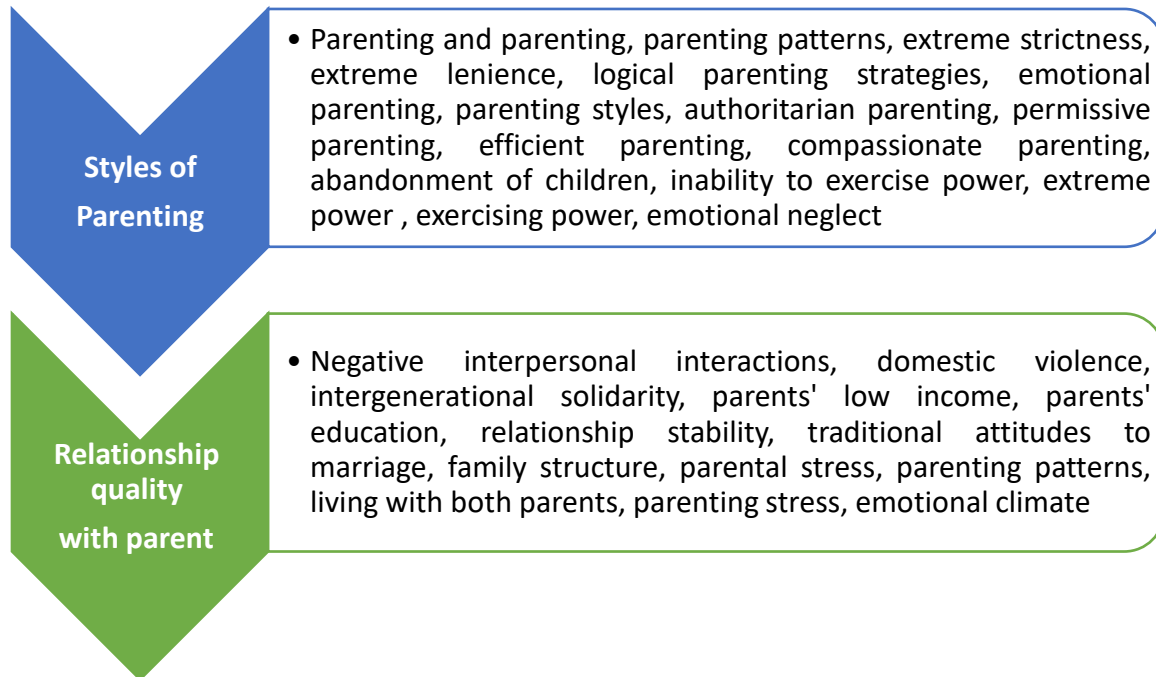 Styles of
Parenting
• Parenting and parenting, parenting patterns, extreme strictness,
extreme lenience, logical parenting strategies, emotional
parenting, parenting styles, authoritarian parenting, permissive
parenting, efficient parenting, compassionate parenting,
abandonment of children, inability to exercise power, extreme
power , exercising power, emotional neglect
Relationship
quality
with parent
• Negative interpersonal interactions, domestic violence,
intergenerational solidarity, parents' low income, parents'
education, relationship stability, traditional attitudes to
marriage, family structure, parental stress, parenting patterns,
living with both parents, parenting stress, emotional climate